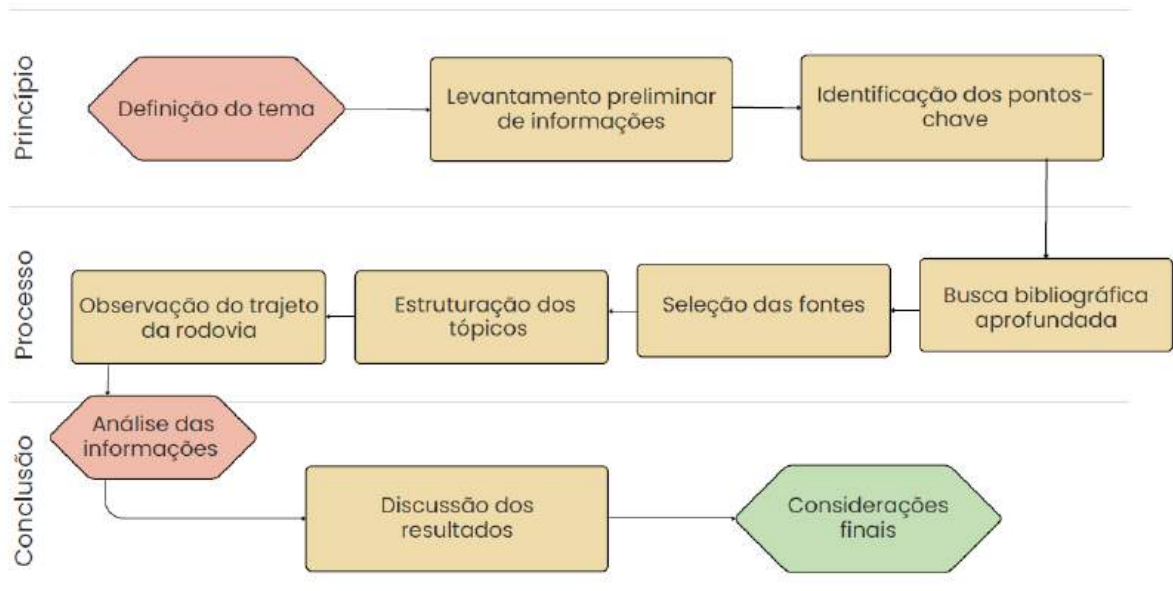 Princípio
Definição do tema
Levantamento preliminar
de informações
Identificação dos pontos-
chave
Processo
Observação do trajeto
da rodovia
Estruturação dos
tópicos
Seleção das fontes
Busca bibliográfica
aprofundada
Conclusão
Análise das
informações
Discussão dos
resultados
Considerações
finais